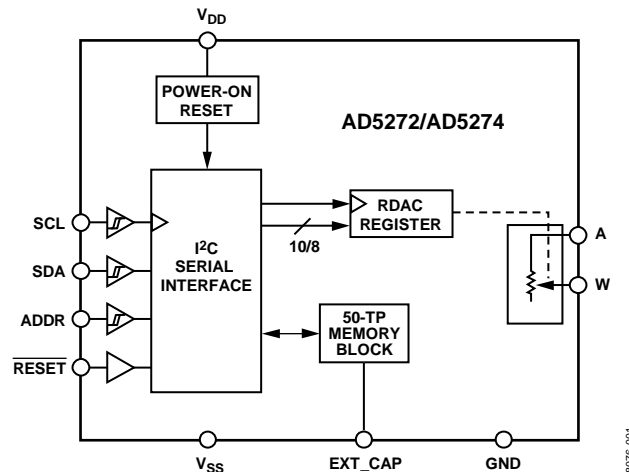 VDD
POWER-ON
RESET
AD5272/AD5274
SCL
SDA
ADDR
RESET
I2C
SERIAL
INTERFACE
10/8
RDAC
REGISTER
A
W
50-TP
MEMORY
BLOCK
VSS
EXT_CAP
GND